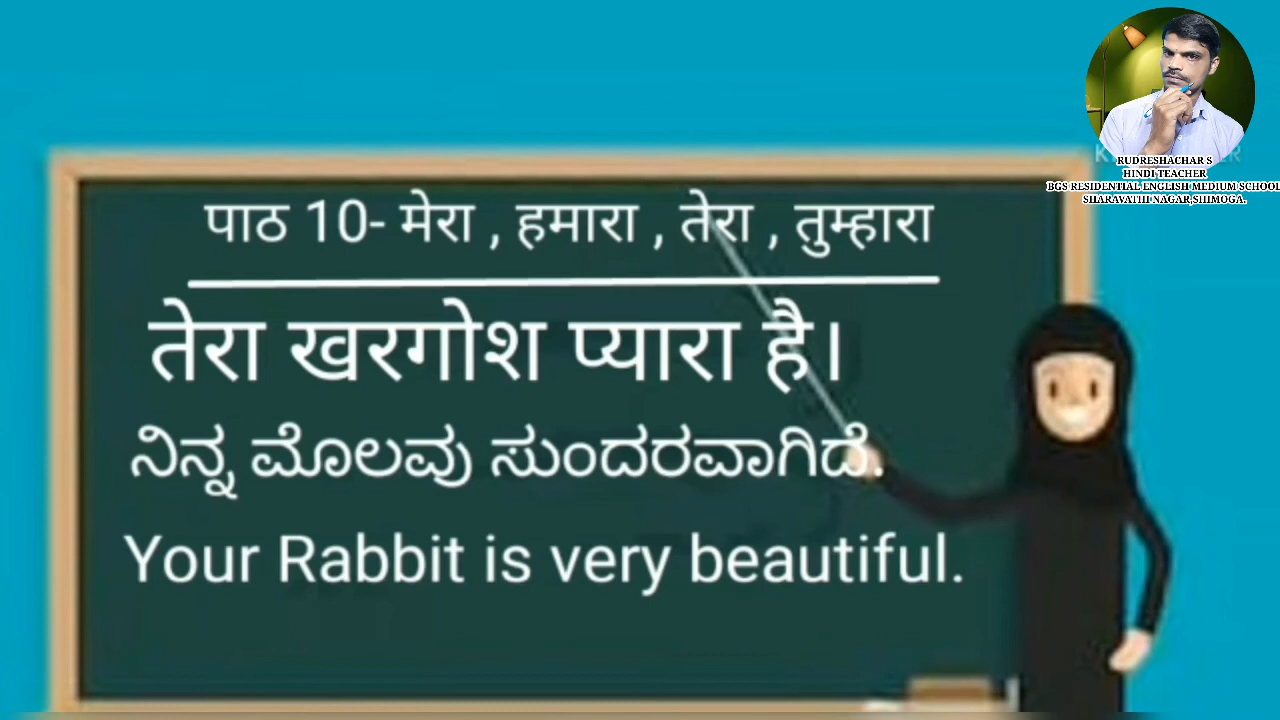 पाठ 10- मेरा , हमारा , तेरा , तुम्हारा
तेरा खरगोश प्यारा है।
ನಿನ್ನ ಮೊಲವು ಸುಂದರವಾಗಿದೆ.
Your Rabbit is very beautiful.
RUDRESHACHAR S
HINDI TEACHER
BGS RESIDENTIAL ENGLISH MEDIUM SCHOOL
SHARAVATHI NAGAR,SHIMOGA.